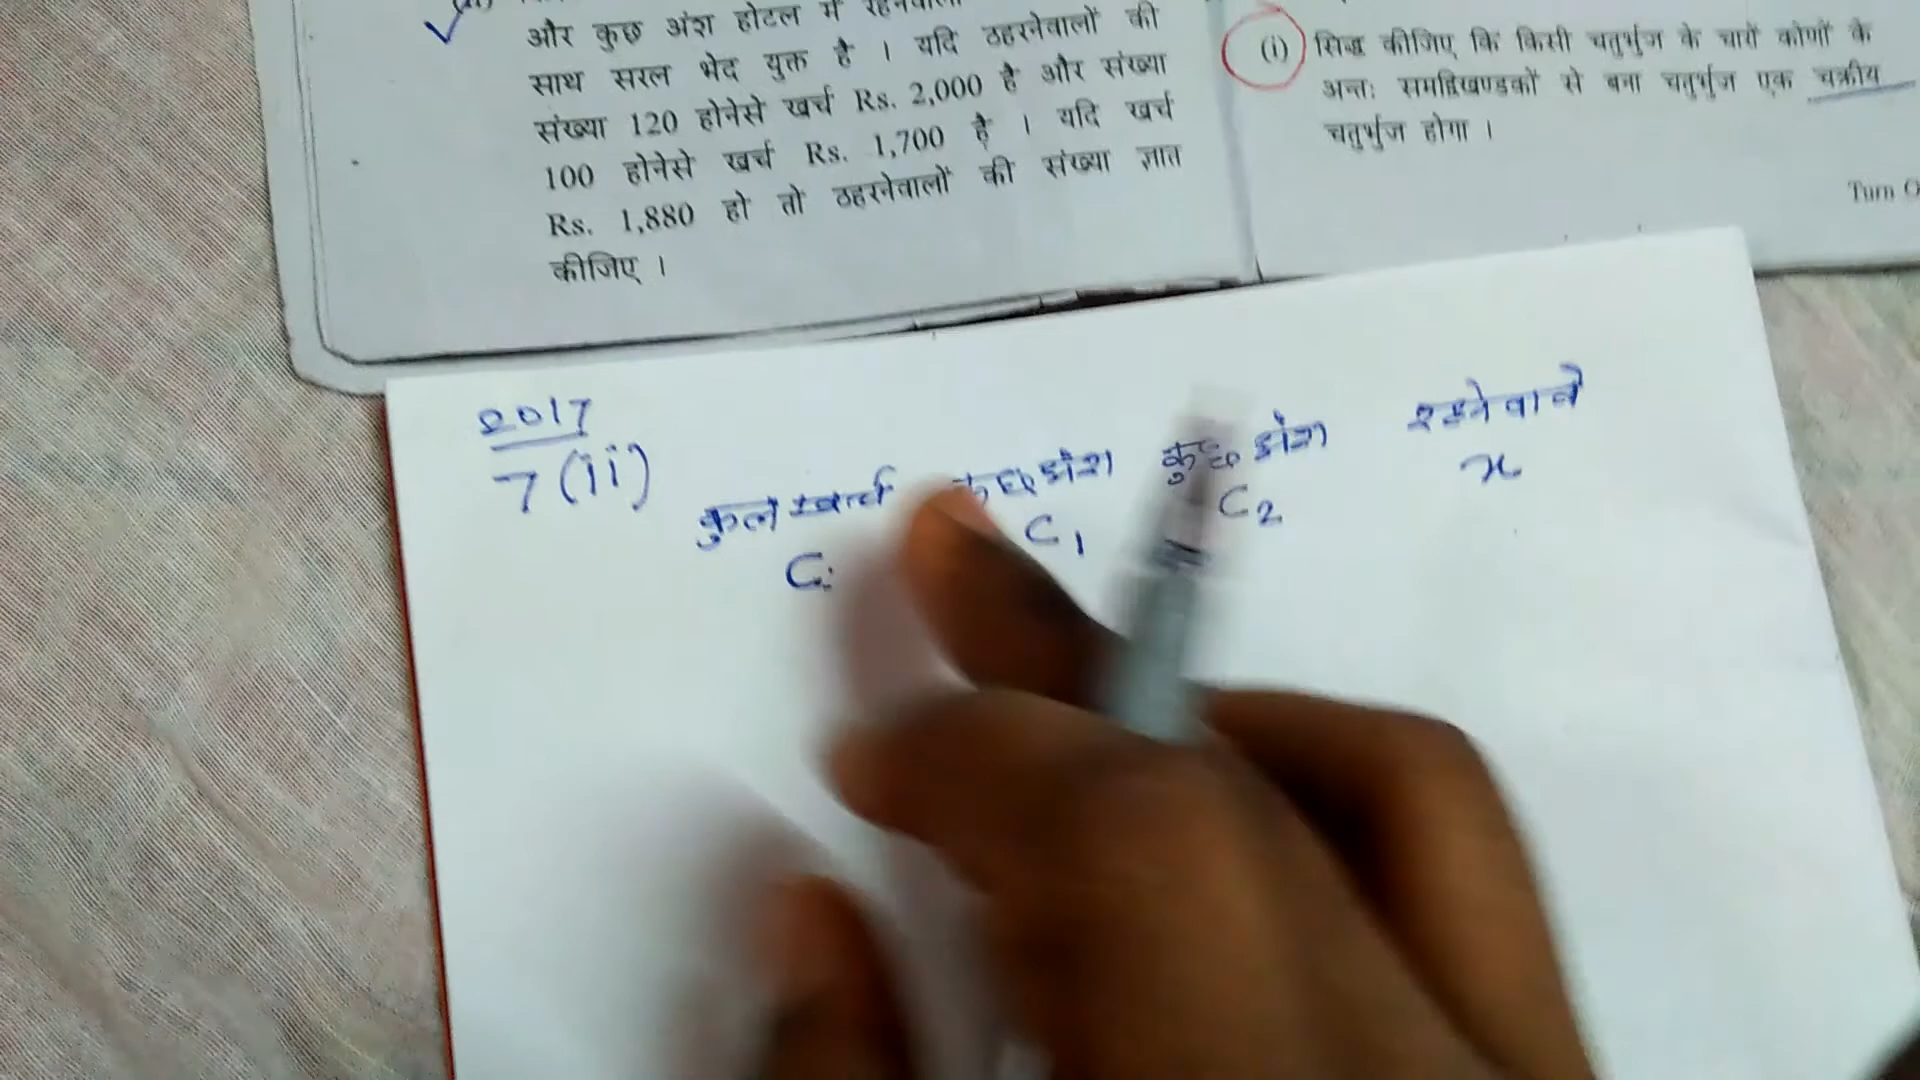 और कुछ अंश होटल में
साथ सरल भेद युक्त है । यदि ठहरनेवालों की
संख्या 120 होनेसे खर्च Rs. 2,000 है और संख्या
100 होनेसे खर्च Rs. 1,700 है । यदि खर्च
Rs. 1,880 हो तो ठहरनेवालों की संख्या ज्ञात
कीजिए ।
(i) सिद्ध कीजिए कि किसी चतुर्भुज के चारों कोणों के
अन्तः समद्विखण्डकों से बना चतुर्भुज एक चक्रीय
चतुर्भुज होगा ।
Turn
2017
7(ii)
कुल खर्च कुछ अंश कुछ अंश रहनेवाले
C C1 C2 x